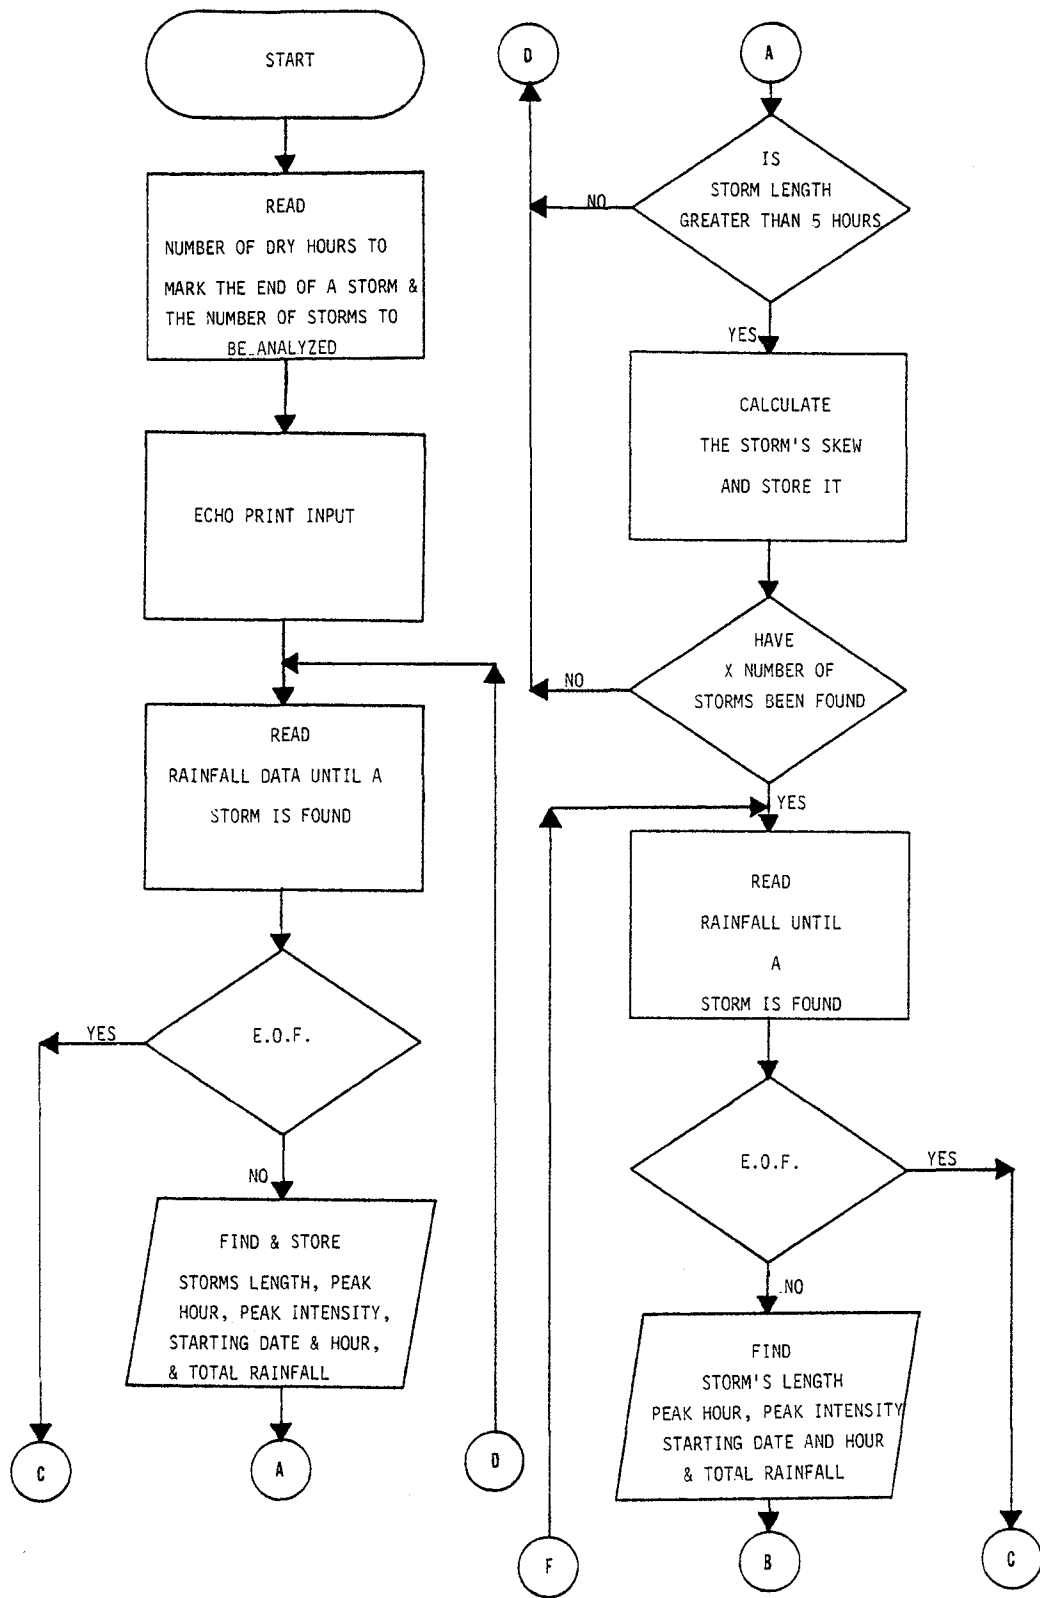 START
READ
NUMBER OF DRY HOURS TO
MARK THE END OF A STORM &
THE NUMBER OF STORMS TO
BE ANALYZED
ECHO PRINT INPUT
READ
RAINFALL DATA UNTIL A
STORM IS FOUND
E.O.F.
YES
NO
FIND & STORE
STORMS LENGTH, PEAK
HOUR, PEAK INTENSITY,
STARTING DATE & HOUR,
& TOTAL RAINFALL
C
A
D
D
A
IS
STORM LENGTH
GREATER THAN 5 HOURS
NO
YES
CALCULATE
THE STORM'S SKEW
AND STORE IT
HAVE
X NUMBER OF
STORMS BEEN FOUND
NO
YES
READ
RAINFALL UNTIL
A
STORM IS FOUND
E.O.F.
YES
NO
FIND
STORM'S LENGTH
PEAK HOUR, PEAK INTENSITY
STARTING DATE AND HOUR
& TOTAL RAINFALL
F
B
C